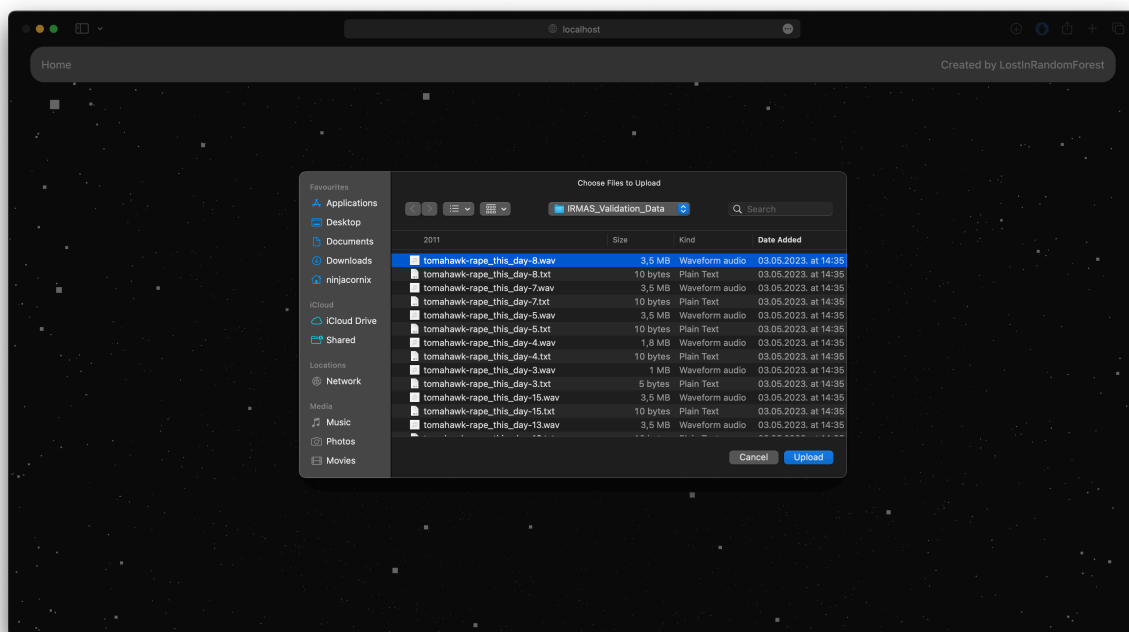 localhost
Home
Created by LostInRandomForest
Choose Files to Upload
Favourites
Applications
Desktop
Documents
Downloads
ninjacornix
iCloud
iCloud Drive
Shared
Locations
Network
Media
Music
Photos
Movies
IRMAS_Validation_Data
Search
2011 Size Kind Date Added
tomahawk-rape_this_day-8.wav 3,5 MB Waveform audio 03.05.2023. at 14:35
tomahawk-rape_this_day-8.txt 10 bytes Plain Text 03.05.2023. at 14:35
tomahawk-rape_this_day-7.wav 3,5 MB Waveform audio 03.05.2023. at 14:35
tomahawk-rape_this_day-7.txt 10 bytes Plain Text 03.05.2023. at 14:35
tomahawk-rape_this_day-5.wav 3,5 MB Waveform audio 03.05.2023. at 14:35
tomahawk-rape_this_day-5.txt 10 bytes Plain Text 03.05.2023. at 14:35
tomahawk-rape_this_day-4.wav 1,8 MB Waveform audio 03.05.2023. at 14:35
tomahawk-rape_this_day-4.txt 10 bytes Plain Text 03.05.2023. at 14:35
tomahawk-rape_this_day-3.wav 1 MB Waveform audio 03.05.2023. at 14:35
tomahawk-rape_this_day-3.txt 5 bytes Plain Text 03.05.2023. at 14:35
tomahawk-rape_this_day-15.wav 3,5 MB Waveform audio 03.05.2023. at 14:35
tomahawk-rape_this_day-15.txt 10 bytes Plain Text 03.05.2023. at 14:35
tomahawk-rape_this_day-13.wav 3,5 MB Waveform audio 03.05.2023. at 14:35
Cancel Upload